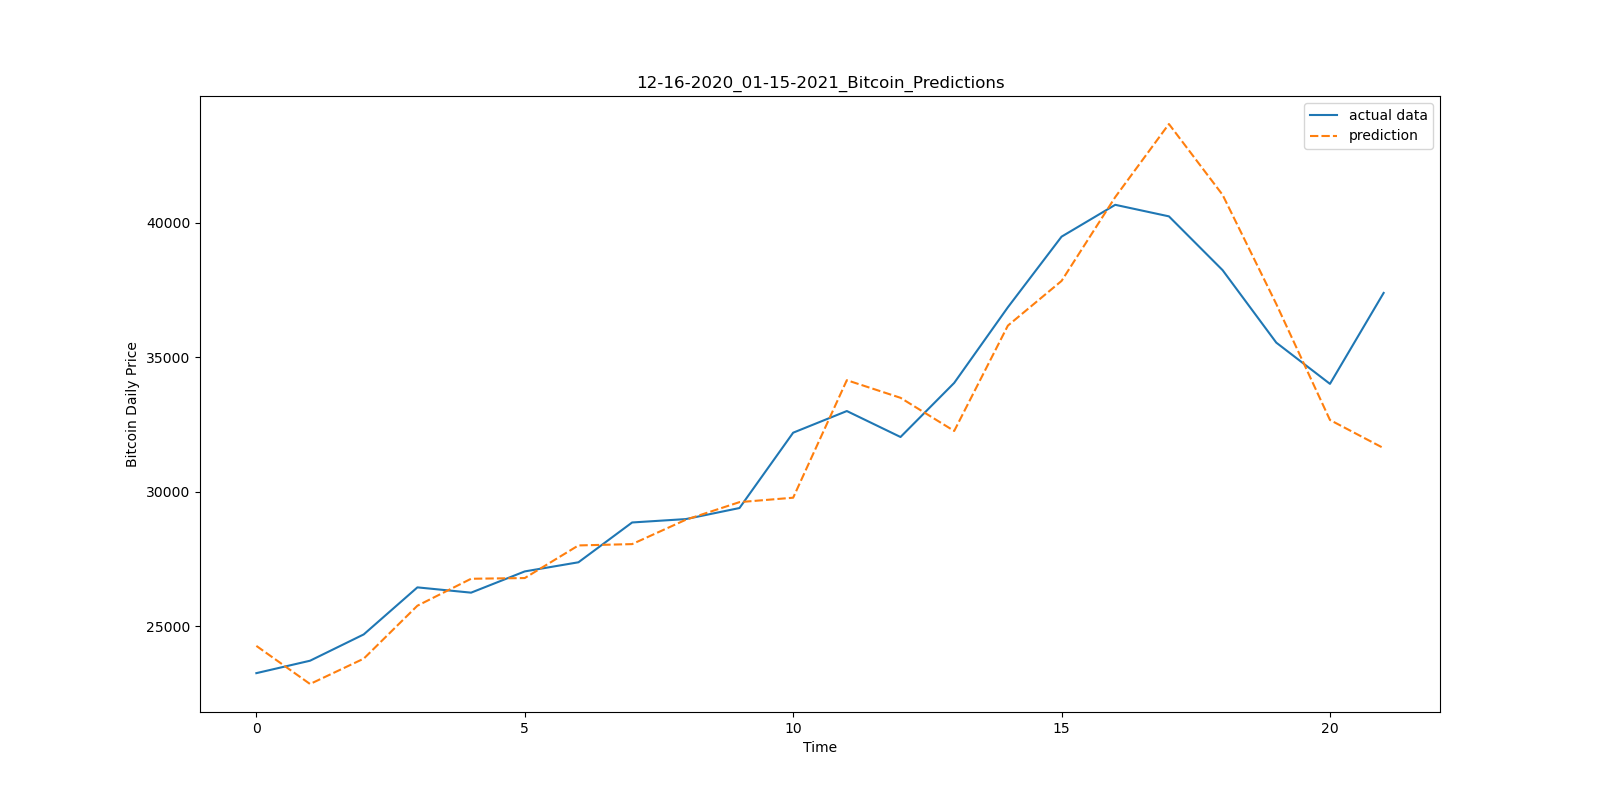 12-16-2020_01-15-2021_Bitcoin_Predictions
actual data
prediction
40000
35000
30000
25000
Bitcoin Daily Price
0 5 10 15 20
Time